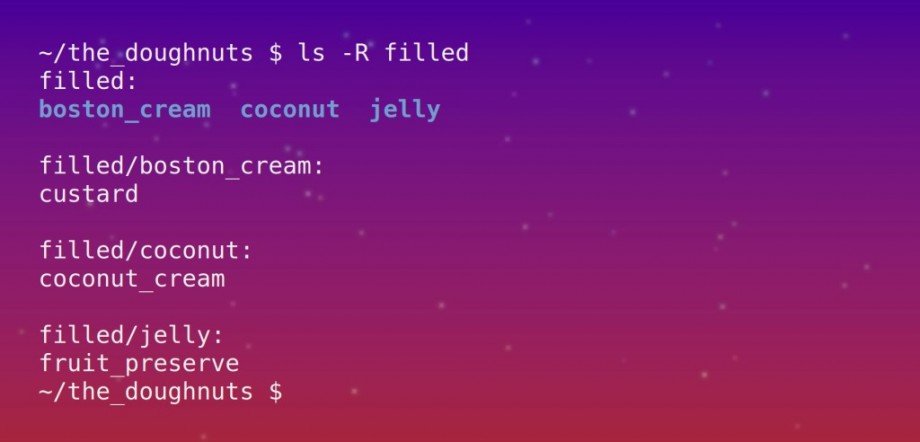 ~/the_doughnuts $ ls -R filled
filled:
boston_cream  coconut  jelly

filled/boston_cream:
custard

filled/coconut:
coconut_cream

filled/jelly:
fruit_preserve
~/the_doughnuts $